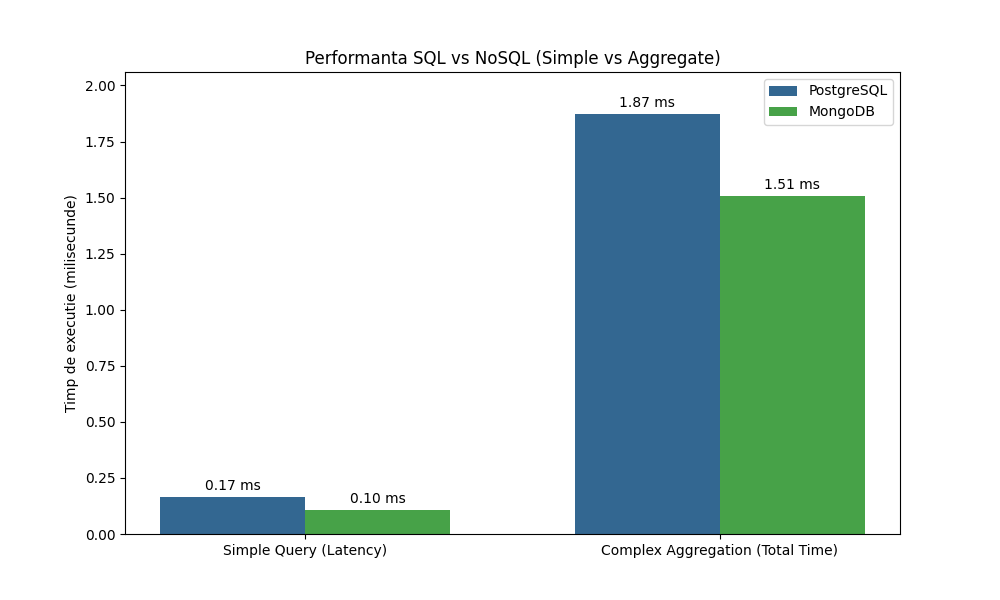 Performanta SQL vs NoSQL (Simple vs Aggregate)
PostgreSQL
MongoDB
Timp de executie (milisecunde)
2.00
1.75
1.50
1.25
1.00
0.75
0.50
0.25
0.00
0.17 ms
0.10 ms
1.87 ms
1.51 ms
Simple Query (Latency)
Complex Aggregation (Total Time)